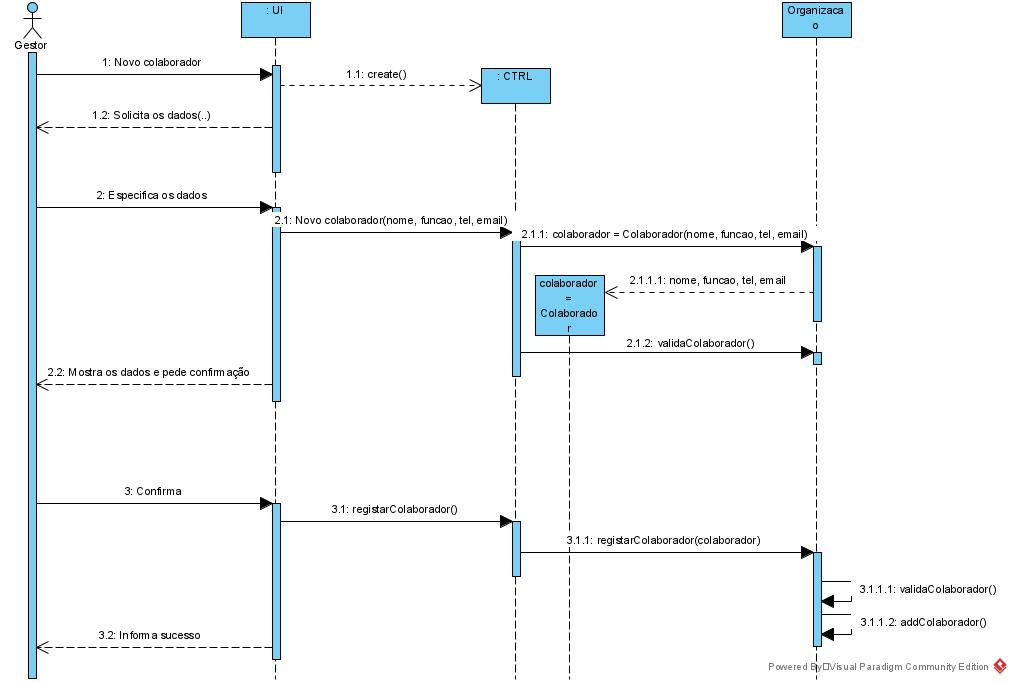 : UI
Organizaca
o
Gestor
1: Novo colaborador
1.1: create()
: CTRL
1.2: Solicita os dados(..)
2: Especifica os dados
2.1: Novo colaborador(nome, funcao, tel, email)
2.1.1: colaborador = Colaborador(nome, funcao, tel, email)
2.1.1.1: nome, funcao, tel, email
colaborador
=
Colaborado
r
2.1.2: validaColaborador()
2.2: Mostra os dados e pede confirmação
3: Confirma
3.1: registarColaborador()
3.1.1: registarColaborador(colaborador)
3.1.1.1: validaColaborador()
3.1.1.2: addColaborador()
3.2: Informa sucesso
Powered By Visual Paradigm Community Edition